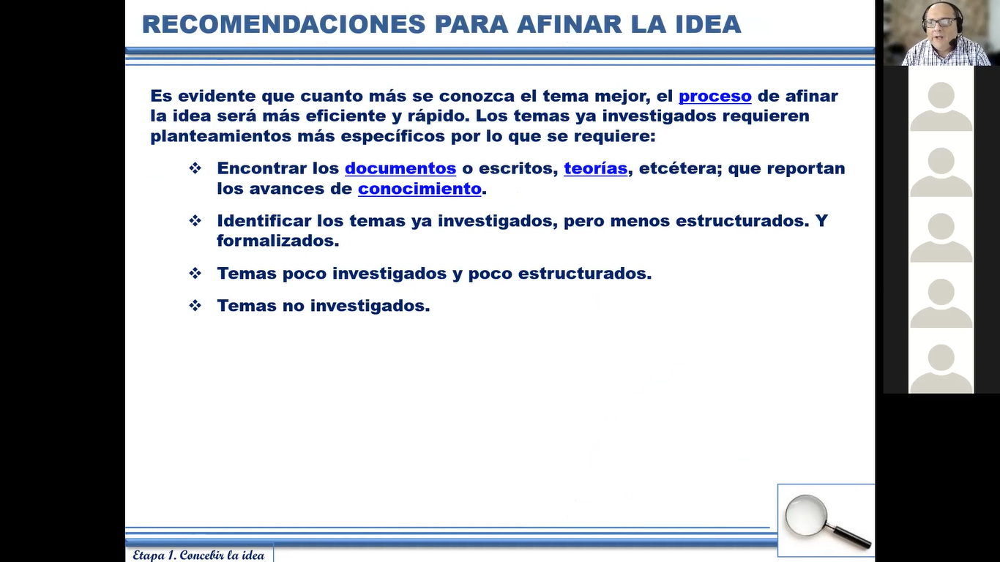 RECOMENDACIONES PARA AFINAR LA IDEA
Es evidente que cuanto más se conozca el tema mejor, el proceso de afinar
la idea será más eficiente y rápido. Los temas ya investigados requieren
planteamientos más específicos por lo que se requiere:
❖ Encontrar los documentos o escritos, teorías, etcétera; que reportan
los avances de conocimiento.
❖ Identificar los temas ya investigados, pero menos estructurados. Y
formalizados.
❖ Temas poco investigados y poco estructurados.
❖ Temas no investigados.
Etapa 1. Concebir la idea